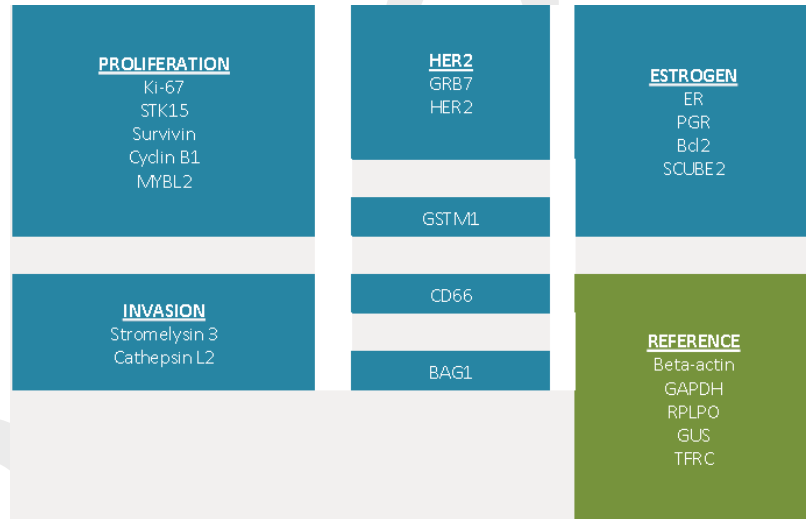 PROLIFERATION
Ki-67
STK15
Survivin
Cyclin B1
MYBL2
HER2
GRB7
HER2
ESTROGEN
ER
PGR
Bcl2
SCUBE2
GSTM1
INVASION
Stromelysin 3
Cathepsin L2
CD66
BAG1
REFERENCE
Beta-actin
GAPDH
RPLPO
GUS
TFRC